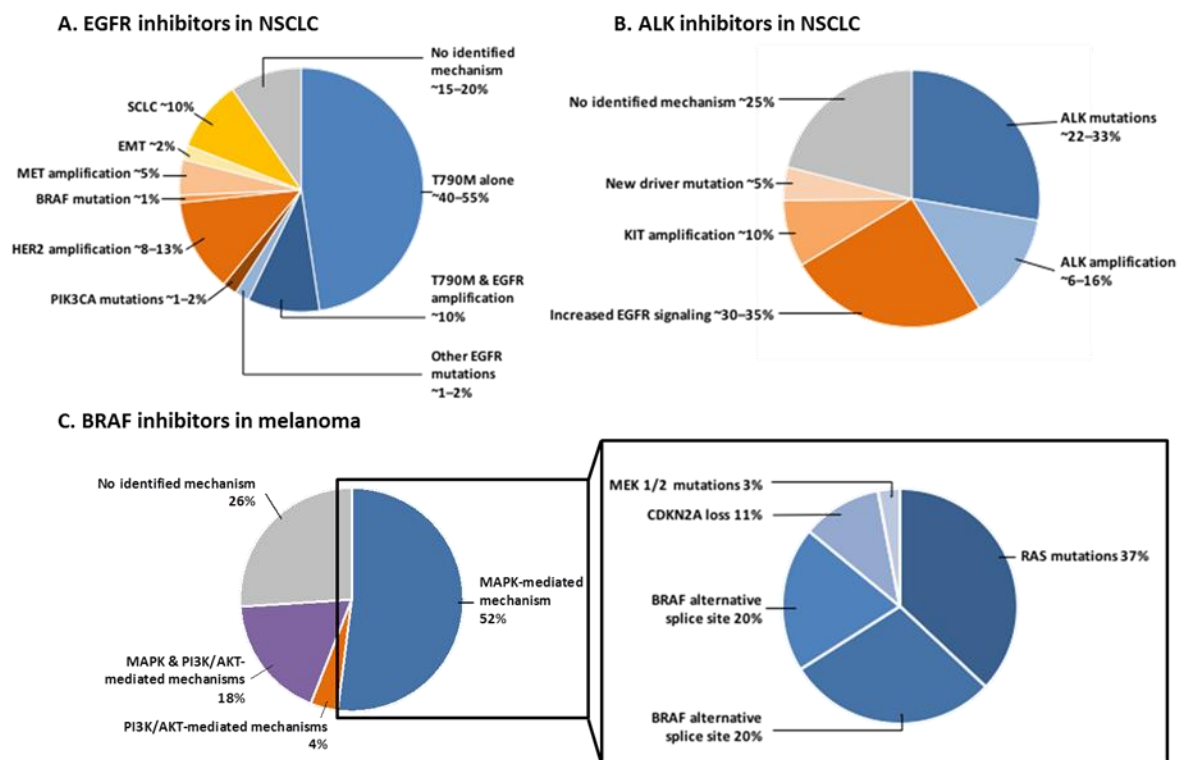 A. EGFR inhibitors in NSCLC
No identified
mechanism
~15–20%
SCLC ~10%
EMT ~2%
MET amplification ~5%
BRAF mutation ~1%
HER2 amplification ~8–13%
PIK3CA mutations ~1–2%
T790M alone
~40–55%
T790M & EGFR
amplification
~10%
Other EGFR
mutations
~1–2%
B. ALK inhibitors in NSCLC
No identified mechanism ~25%
New driver mutation ~5%
KIT amplification ~10%
Increased EGFR signaling ~30–35%
ALK mutations
~22–33%
ALK amplification
~6–16%
C. BRAF inhibitors in melanoma
No identified mechanism
26%
MAPK-mediated
mechanism
52%
MAPK & PI3K/AKT-
mediated mechanisms
18%
PI3K/AKT-mediated mechanisms
4%
MEK 1/2 mutations 3%
CDKN2A loss 11%
RAS mutations 37%
BRAF alternative
splice site 20%
BRAF alternative
splice site 20%